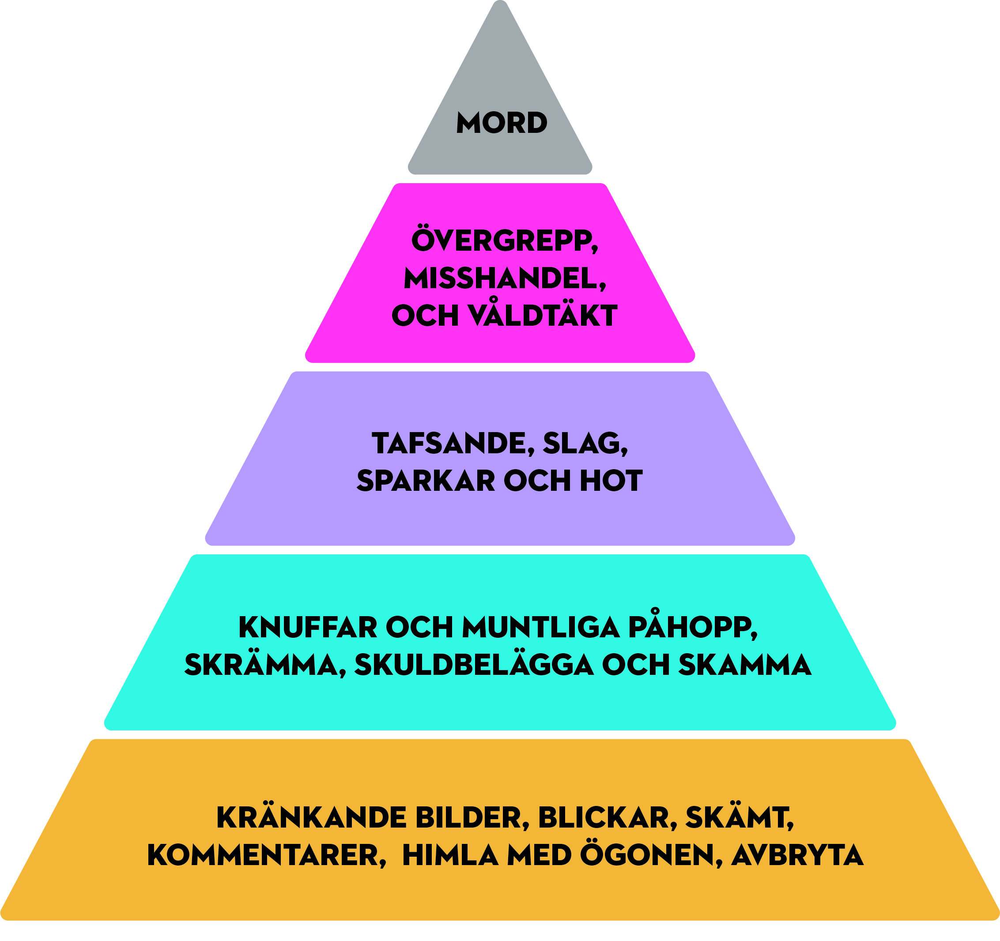 MORD
ÖVERGREPP,
MISSHANDEL,
OCH VÅLDTÄKT
TAFSANDE, SLAG,
SPARKAR OCH HOT
KNUFFAR OCH MUNTLIGA PÅHOPP,
SKRÄMMA, SKULDBELÄGGA OCH SKAMMA
KRÄNKANDE BILDER, BLICKAR, SKÄMT,
KOMMENTARER, HIMLA MED ÖGONEN, AVBRYTA